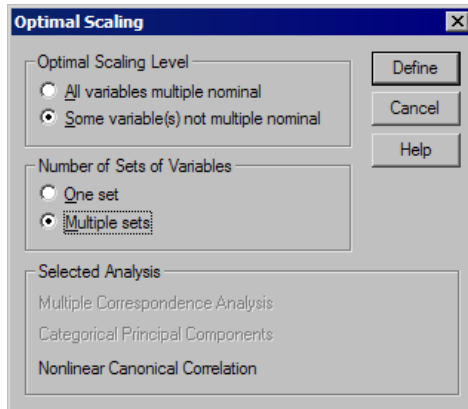 Optimal Scaling
Optimal Scaling Level
All variables multiple nominal
Some variable(s) not multiple nominal
Define
Cancel
Help
Number of Sets of Variables
One set
Multiple sets
Selected Analysis
Multiple Correspondence Analysis
Categorical Principal Components
Nonlinear Canonical Correlation